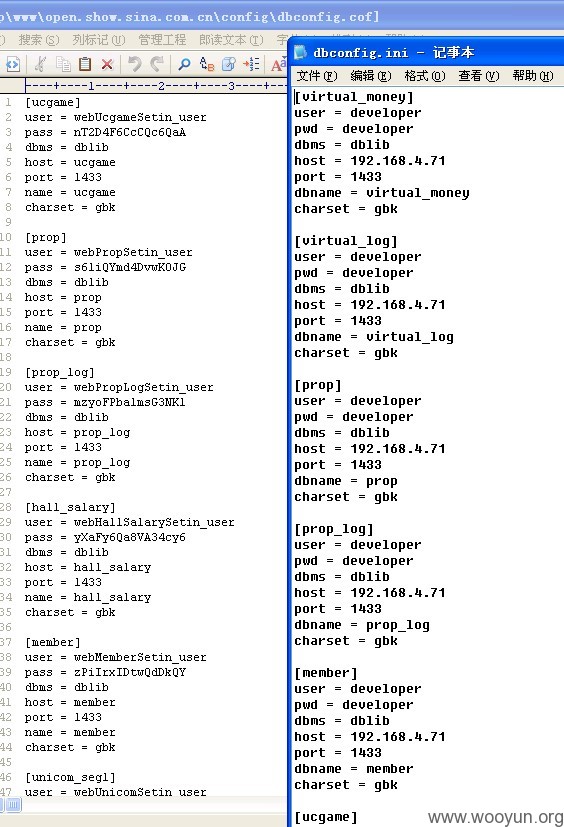 o\www\open.show.sina.com.cn\config\dbconfig.cof]
搜索(S) 列标记(U) 管理工程 即读文本(T)
1 [ucgame]
2 user = webUcgameSetin_user
3 pass = nT2D4F6CcCQc6QaA
4 dbms = dblib
5 host = ucgame
6 port = 1433
7 name = ucgame
8 charset = gbk
9
10 [prop]
11 user = webPropSetin_user
12 pass = s6liQYmd4DvwKOJG
13 dbms = dblib
14 host = prop
15 port = 1433
16 name = prop
17 charset = gbk
18
19 [prop_log]
20 user = webPropLogSetin_user
21 pass = mzyoFPbalmsG3NKl
22 dbms = dblib
23 host = prop_log
24 port = 1433
25 name = prop_log
26 charset = gbk
27
28 [hall_salary]
29 user = webHallSalarySetin_user
30 pass = yXaFy6Qa8VA34cy6
31 dbms = dblib
32 host = hall_salary
33 port = 1433
34 name = hall_salary
35 charset = gbk
36
37 [member]
38 user = webMemberSetin_user
39 pass = zPiIrxIDtwQdDkQY
40 dbms = dblib
41 host = member
42 port = 1433
43 name = member
44 charset = gbk
45
46 [unicom_segl]
47 user = webUnicomSetin_user
dbconfig.ini - 记事本
文件(F) 编辑(E) 格式(O) 查看(V) 帮助(H)
[virtual_money]
user = developer
pwd = developer
dbms = dblib
host = 192.168.4.71
port = 1433
dbname = virtual_money
charset = gbk
[virtual_log]
user = developer
pwd = developer
dbms = dblib
host = 192.168.4.71
port = 1433
dbname = virtual_log
charset = gbk
[prop]
user = developer
pwd = developer
dbms = dblib
host = 192.168.4.71
port = 1433
dbname = prop
charset = gbk
[prop_log]
user = developer
pwd = developer
dbms = dblib
host = 192.168.4.71
port = 1433
dbname = prop_log
charset = gbk
[member]
user = developer
pwd = developer
dbms = dblib
host = 192.168.4.71
port = 1433
dbname = member
charset = gbk
[ucgame]
www.wooyun.org